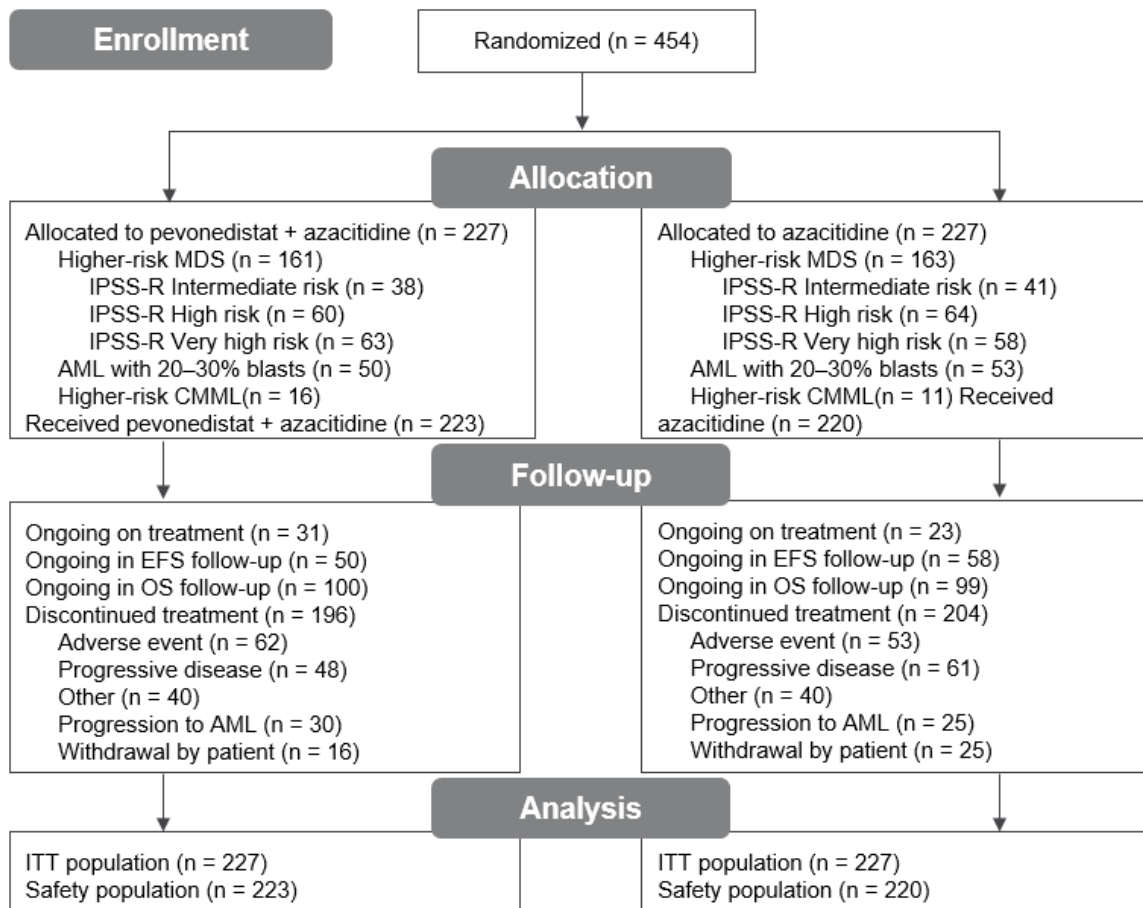 Enrollment
Randomized (n = 454)
Allocation
Allocated to pevonedistat + azacitidine (n = 227)
Higher-risk MDS (n = 161)
IPSS-R Intermediate risk (n = 38)
IPSS-R High risk (n = 60)
IPSS-R Very high risk (n = 63)
AML with 20–30% blasts (n = 50)
Higher-risk CMML(n = 16)
Received pevonedistat + azacitidine (n = 223)
Allocated to azacitidine (n = 227)
Higher-risk MDS (n = 163)
IPSS-R Intermediate risk (n = 41)
IPSS-R High risk (n = 64)
IPSS-R Very high risk (n = 58)
AML with 20–30% blasts (n = 53)
Higher-risk CMML(n = 11) Received
azacitidine (n = 220)
Follow-up
Ongoing on treatment (n = 31)
Ongoing in EFS follow-up (n = 50)
Ongoing in OS follow-up (n = 100)
Discontinued treatment (n = 196)
Adverse event (n = 62)
Progressive disease (n = 48)
Other (n = 40)
Progression to AML (n = 30)
Withdrawal by patient (n = 16)
Ongoing on treatment (n = 23)
Ongoing in EFS follow-up (n = 58)
Ongoing in OS follow-up (n = 99)
Discontinued treatment (n = 204)
Adverse event (n = 53)
Progressive disease (n = 61)
Other (n = 40)
Progression to AML (n = 25)
Withdrawal by patient (n = 25)
Analysis
ITT population (n = 227)
Safety population (n = 223)
ITT population (n = 227)
Safety population (n = 220)